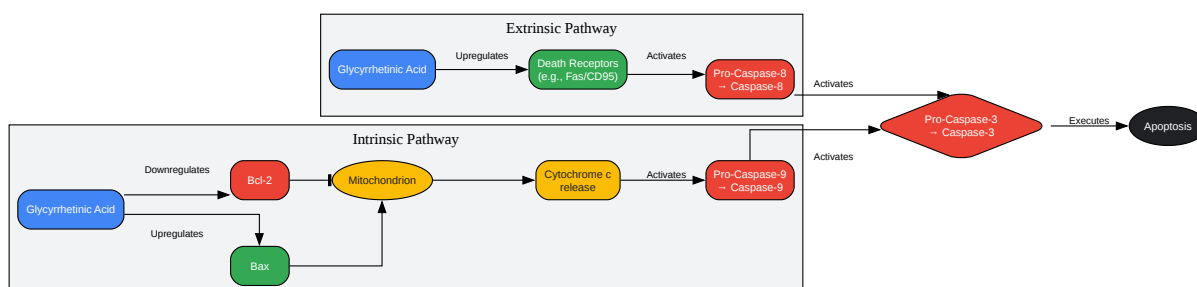 Extrinsic Pathway
Glycyrrhetinic Acid
Upregulates
Death Receptors
(e.g., Fas/CD95)
Activates
Pro-Caspase-8
→ Caspase-8
Activates
Pro-Caspase-3
→ Caspase-3
Executes
Apoptosis
Intrinsic Pathway
Glycyrrhetinic Acid
Downregulates
Bcl-2
Upregulates
Bax
Mitochondrion
Cytochrome c
release
Activates
Pro-Caspase-9
→ Caspase-9
Activates